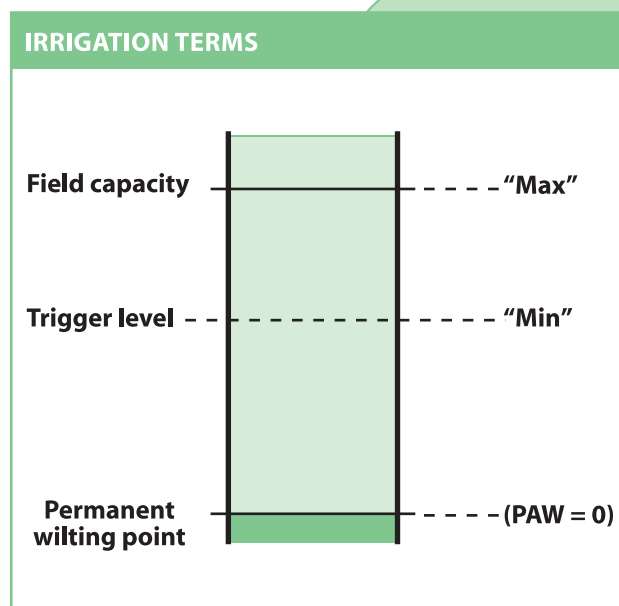 IRRIGATION TERMS
Field capacity
“Max”
Trigger level
“Min”
Permanent
wilting point
(PAW = 0)